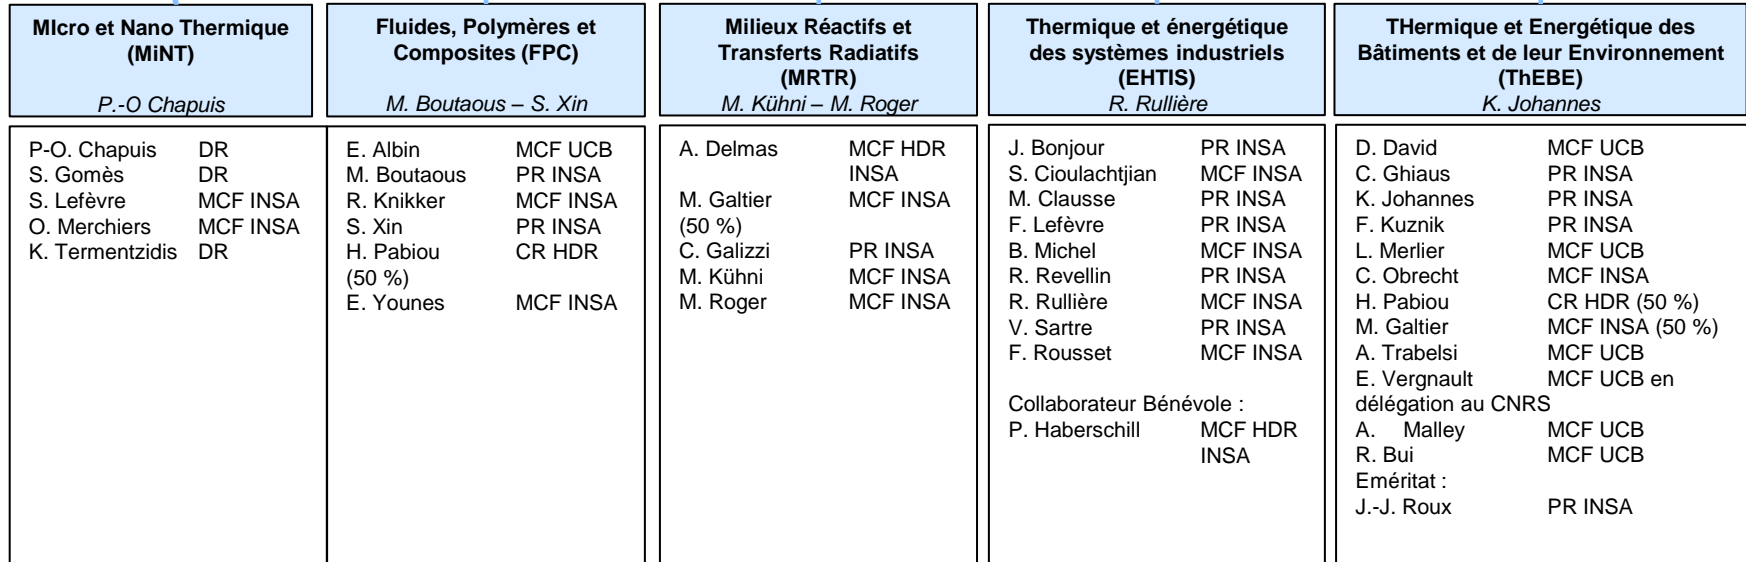 MIcro et Nano Thermique
(MiNT)
P.-O Chapuis
P-O. Chapuis DR
S. Gomès DR
S. Lefèvre MCF INSA
O. Merchiers MCF INSA
K. Termentzidis DR
Fluides, Polymères et
Composites (FPC)
M. Boutaous – S. Xin
E. Albin MCF UCB
M. Boutaous PR INSA
R. Knikker MCF INSA
S. Xin PR INSA
H. Pabiou CR HDR
(50 %)
E. Younes MCF INSA
Milieux Réactifs et
Transferts Radiatifs
(MRTR)
M. Kühni – M. Roger
A. Delmas MCF HDR
INSA
M. Galtier MCF INSA
(50 %)
C. Galizzi PR INSA
M. Kühni MCF INSA
M. Roger MCF INSA
Thermique et énergétique
des systèmes industriels
(EHTIS)
R. Rullière
J. Bonjour PR INSA
S. Cioulachtjian MCF INSA
M. Clausse PR INSA
F. Lefèvre PR INSA
B. Michel MCF INSA
R. Revellin PR INSA
R. Rullière MCF INSA
V. Sartre PR INSA
F. Rousset MCF INSA
Collaborateur Bénévole :
P. Haberschill MCF HDR
INSA
THermique et Energétique des
Bâtiments et de leur Environnement
(ThEBE)
K. Johannes
D. David MCF UCB
C. Ghiaus PR INSA
K. Johannes PR INSA
F. Kuznik PR INSA
L. Merlier MCF UCB
C. Obrecht MCF INSA
H. Pabiou CR HDR (50 %)
M. Galtier MCF INSA (50 %)
A. Trabelsi MCF UCB
E. Vergnault MCF UCB en
délégation au CNRS
A. Malley MCF UCB
R. Bui MCF UCB
Eméritat :
J.-J. Roux PR INSA